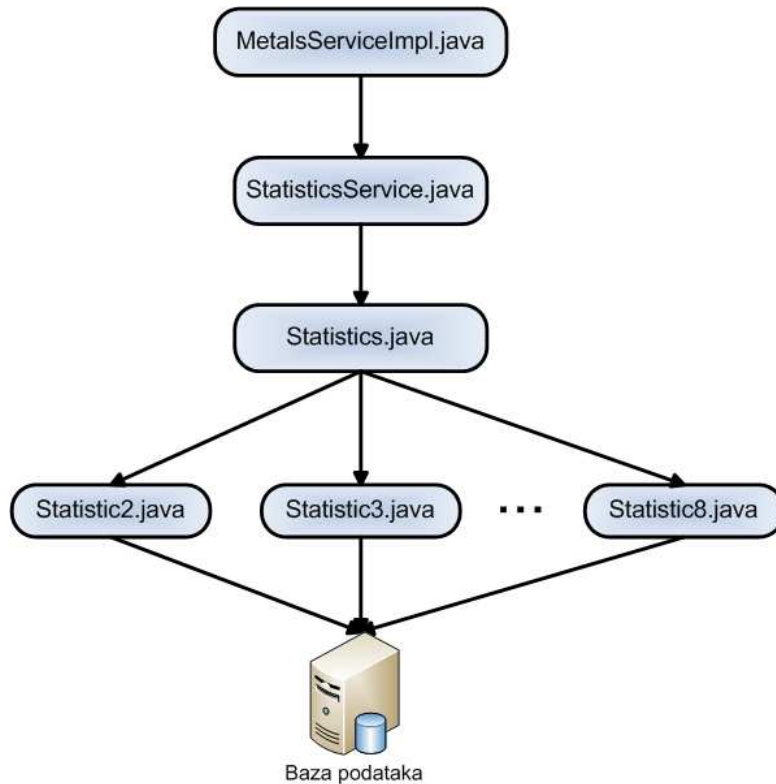 MetalsServiceImpl.java
StatisticsService.java
Statistics.java
Statistic2.java
Statistic3.java
...
Statistic8.java
Baza podataka